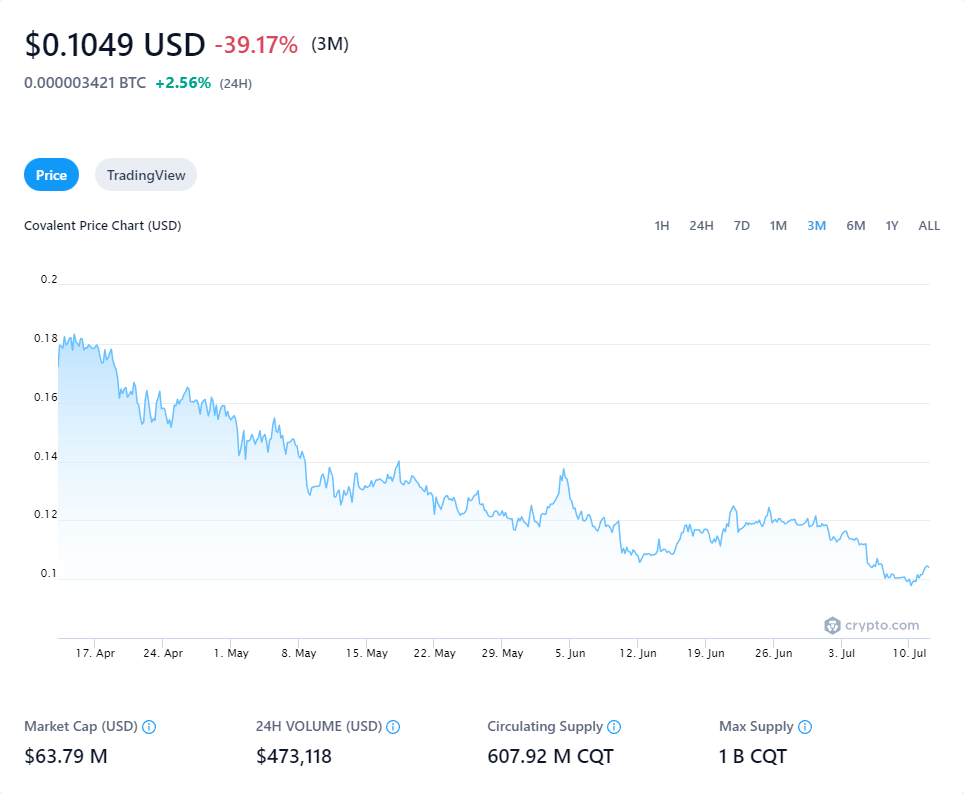 $0.1049 USD -39.17% (3M)
0.000003421 BTC +2.56% (24H)
Price TradingView
Covalent Price Chart (USD) 1H 24H 7D 1M 3M 6M 1Y ALL
0.2
0.18
0.16
0.14
0.12
0.1
crypto.com
17. Apr 24. Apr 1. May 8. May 15. May 22. May 29. May 5. Jun 12. Jun 19. Jun 26. Jun 3. Jul 10. Jul
Market Cap (USD) 24H VOLUME (USD) Circulating Supply Max Supply
$63.79 M $473,118 607.92 M CQT 1 B CQT